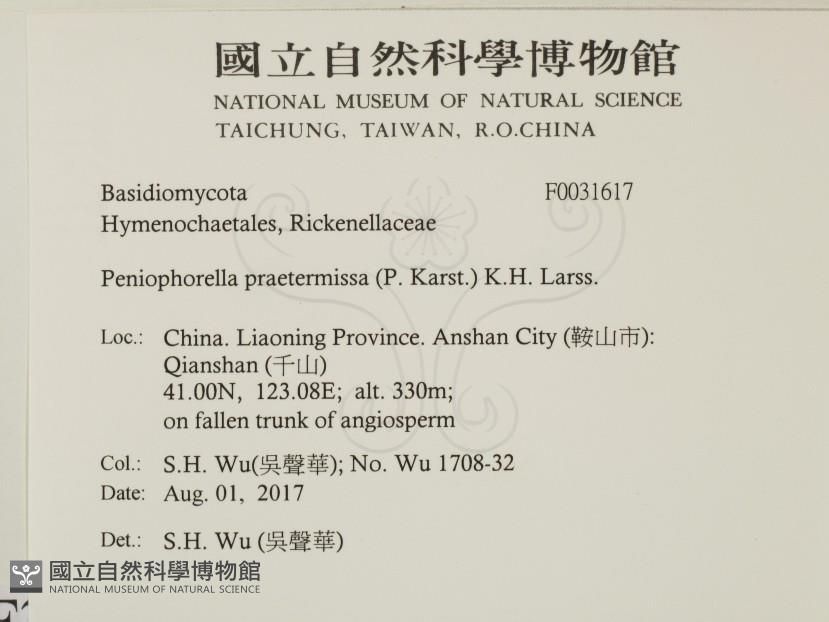 國立自然科學博物館
NATIONAL MUSEUM OF NATURAL SCIENCE
TAICHUNG, TAIWAN, R.O.CHINA
Basidiomycota F0031617
Hymenochaetales, Rickenellaceae
Peniophorella praetermissa (P. Karst.) K.H. Larss.
Loc.: China. Liaoning Province. Anshan City (鞍山市):
Qianshan (千山)
41.00N, 123.08E; alt. 330m;
on fallen trunk of angiosperm
Col.: S.H. Wu(吳聲華); No. Wu 1708-32
Date: Aug. 01, 2017
Det.: S.H. Wu (吳聲華)
國立自然科學博物館
NATIONAL MUSEUM OF NATURAL SCIENCE